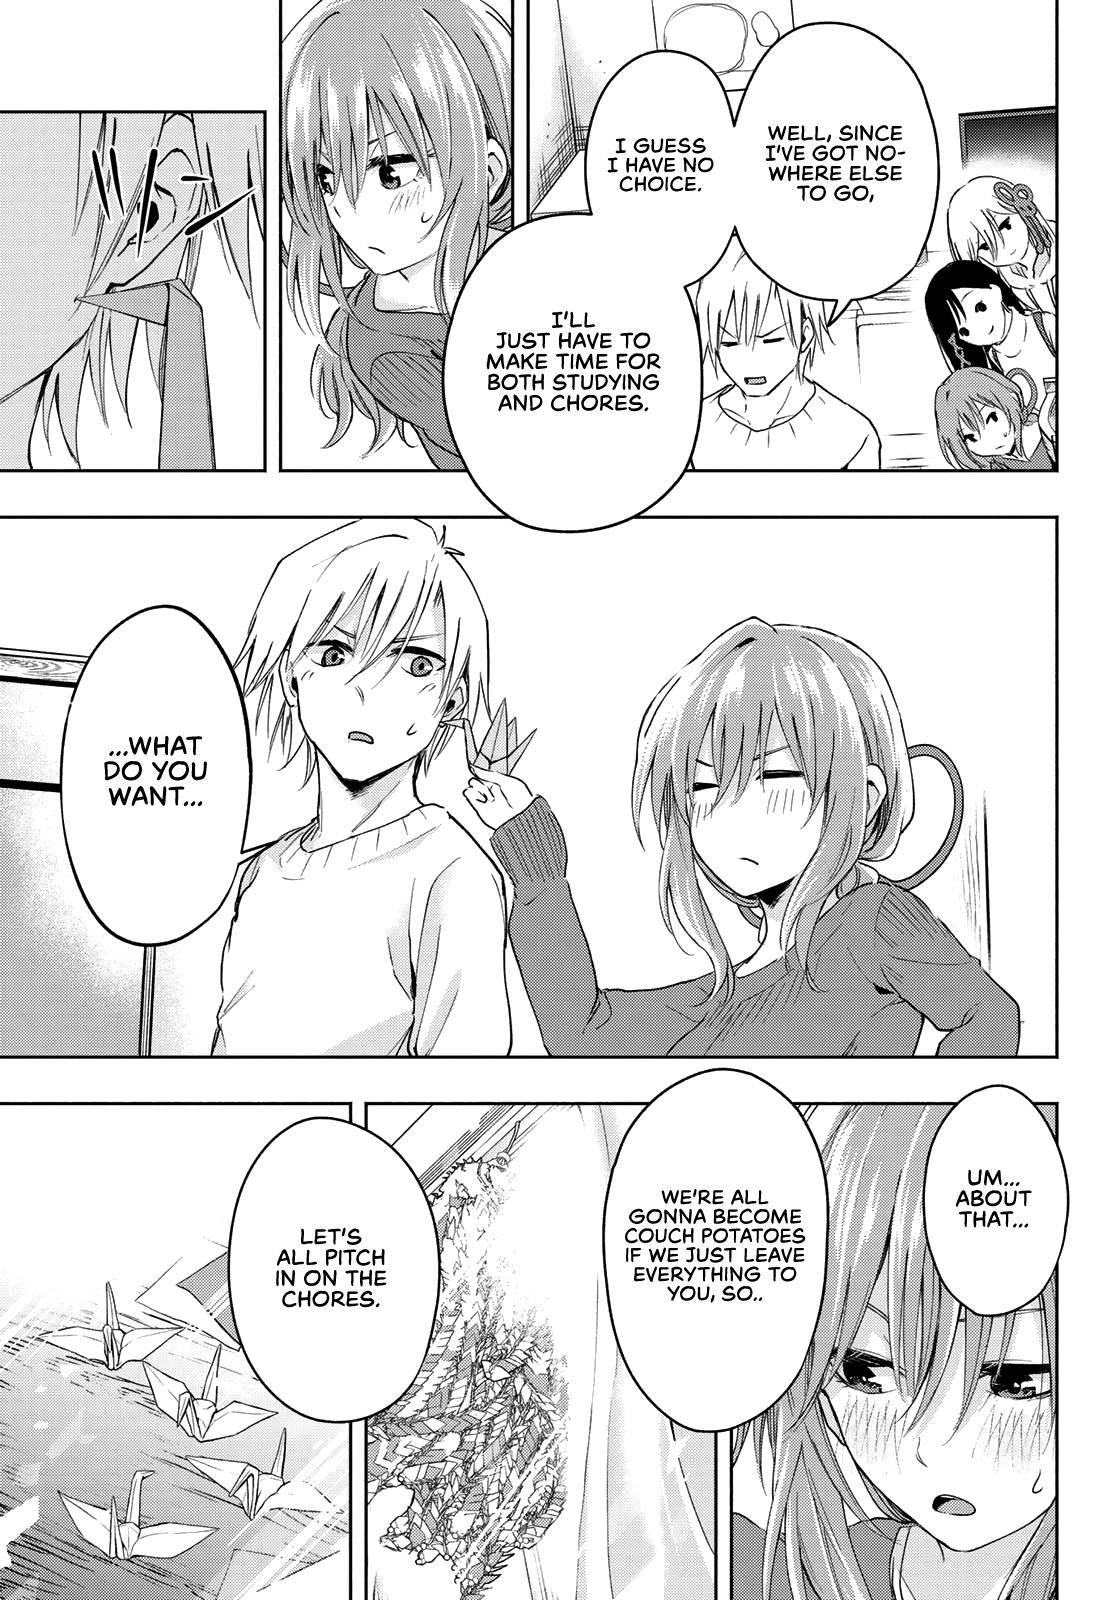 WELL, SINCE
I'VE GOT NO-
WHERE ELSE
TO GO,
I GUESS
I HAVE NO
CHOICE.
I'LL
JUST HAVE TO
MAKE TIME FOR
BOTH STUDYING
AND CHORES.
...WHAT
DO YOU
WANT...
UM...
ABOUT
THAT...
WE'RE ALL
GONNA BECOME
COUCH POTATOES
IF WE JUST LEAVE
EVERYTHING TO
YOU, SO..
LET'S
ALL PITCH
IN ON THE
CHORES.